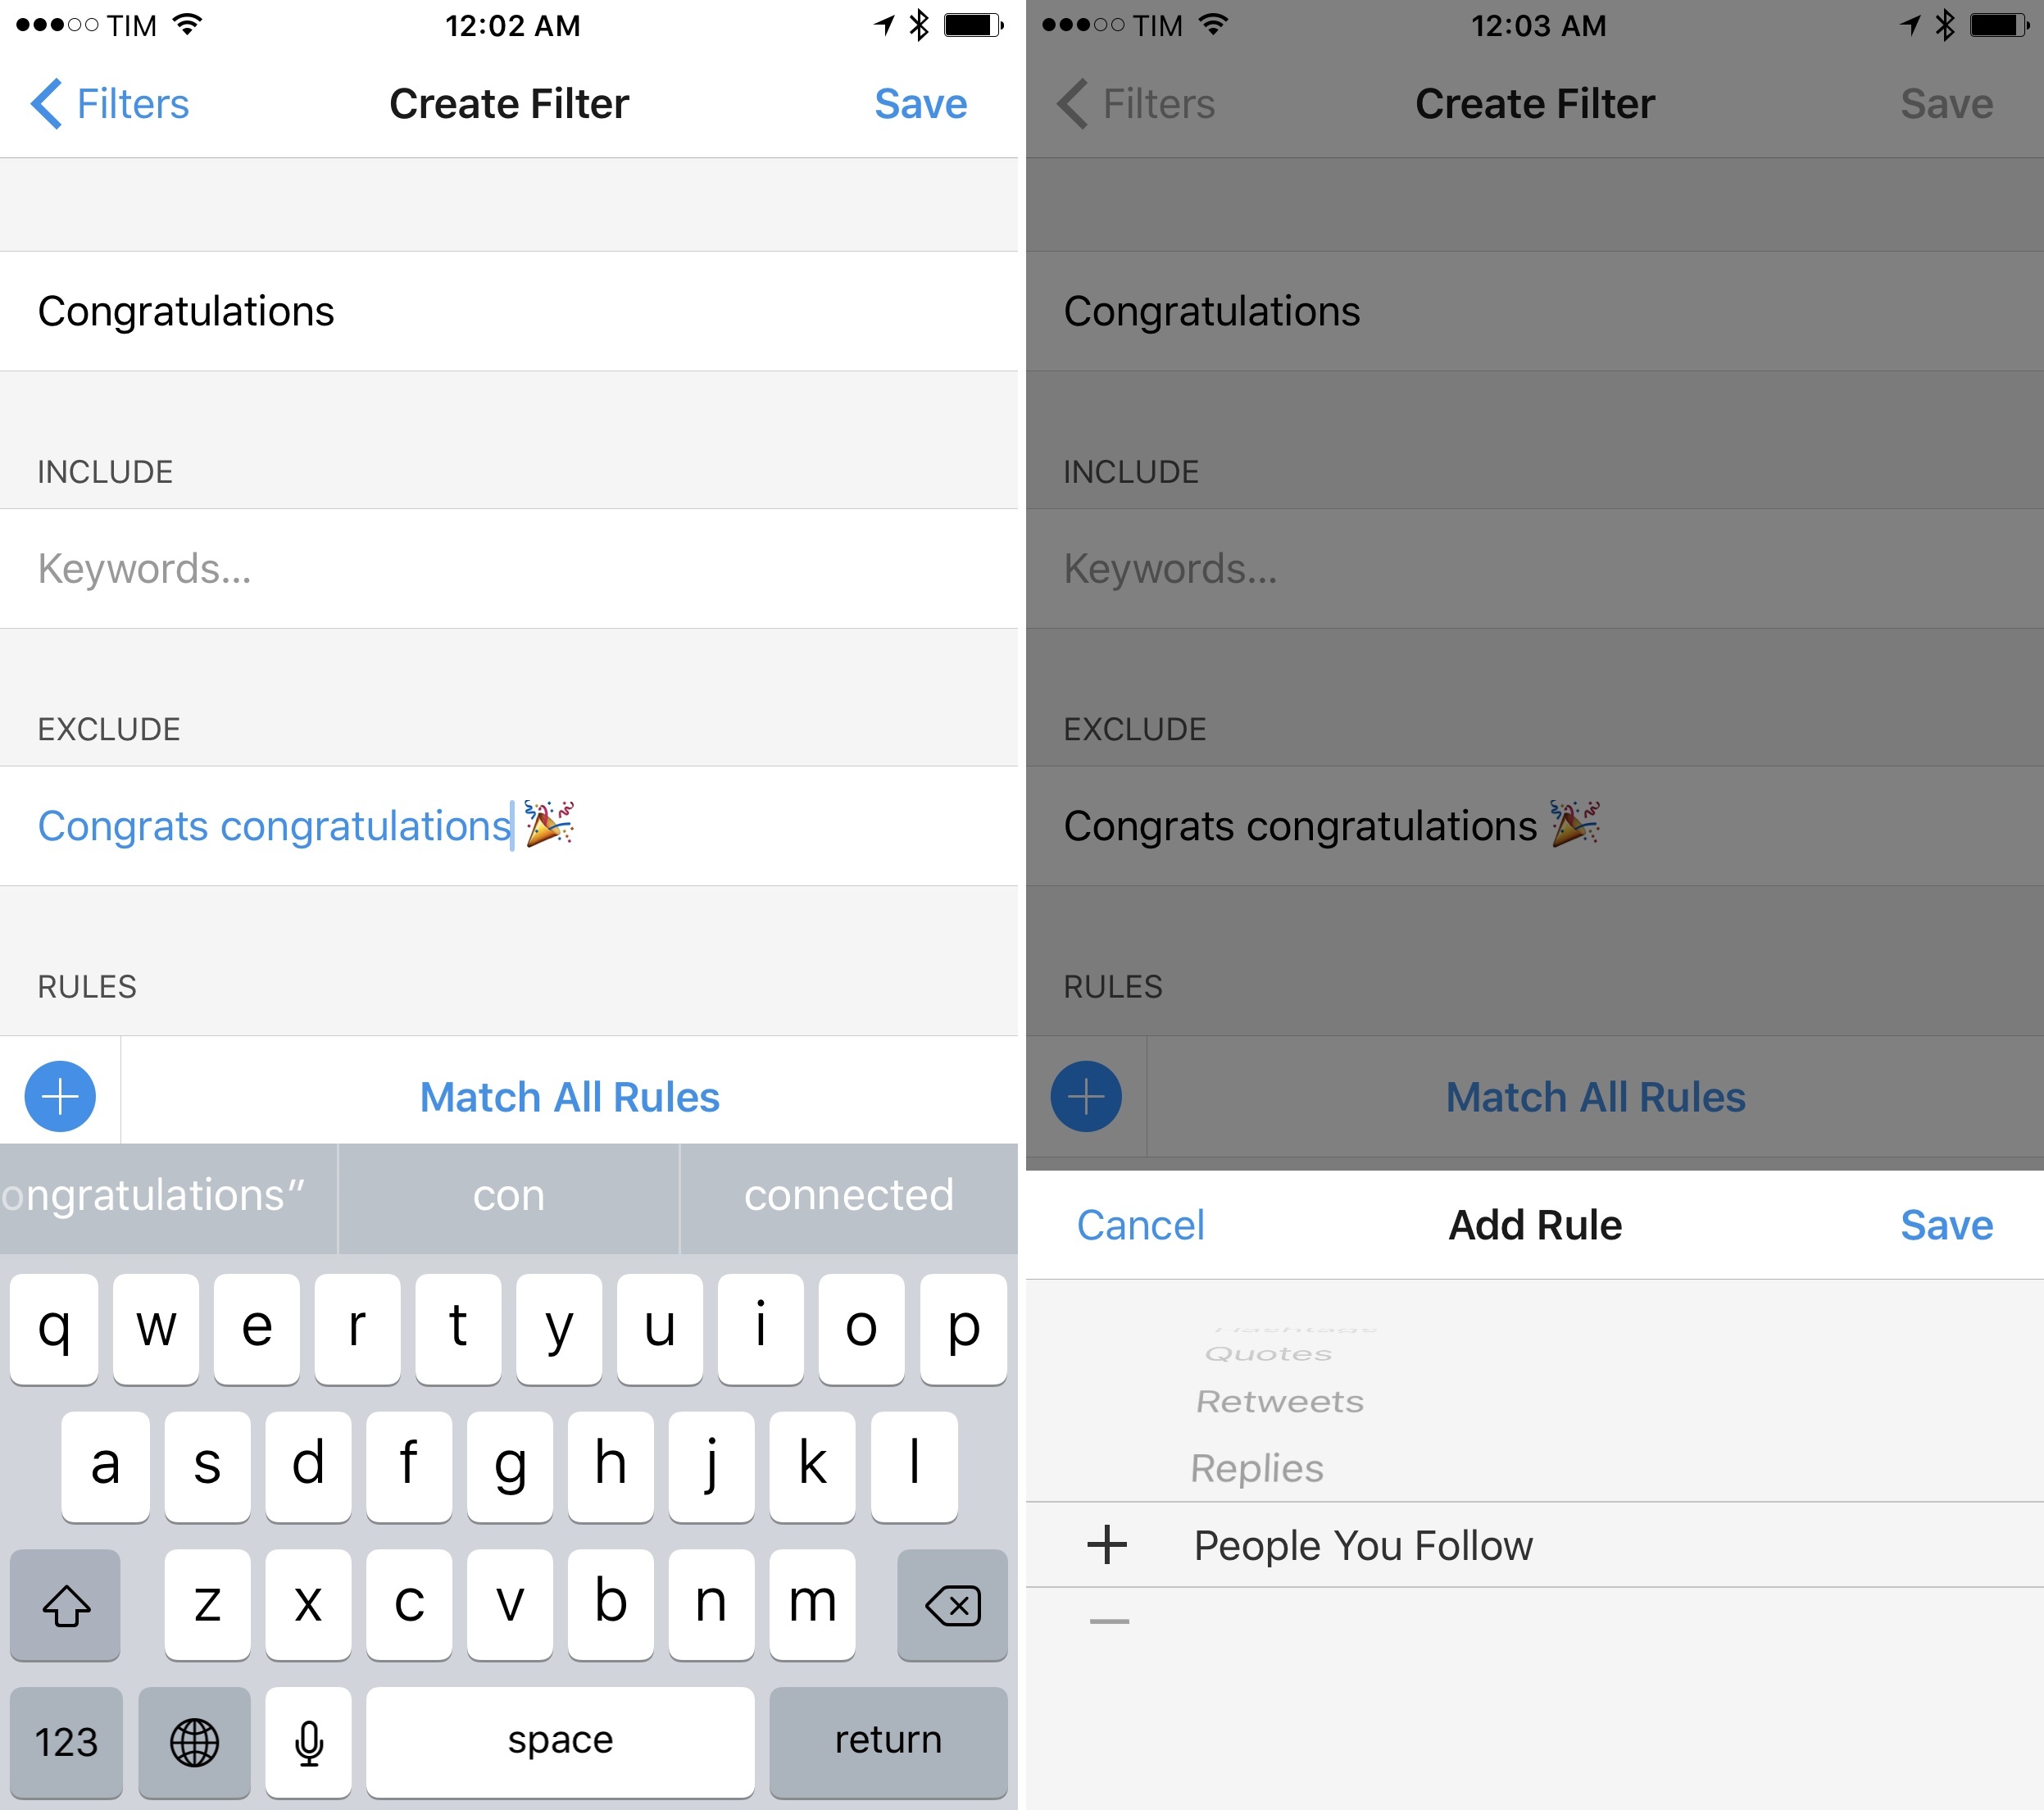 TIM 12:02 AM
Filters Create Filter Save
Congratulations
INCLUDE
Keywords...
EXCLUDE
Congrats congratulations 🎉
RULES
Match All Rules
ongratulations” con connected
q w e r t y u i o p
a s d f g h j k l
z x c v b n m
123 space return
TIM 12:03 AM
Filters Create Filter Save
Congratulations
INCLUDE
Keywords...
EXCLUDE
Congrats congratulations 🎉
RULES
Match All Rules
Cancel Add Rule Save
Hashtags
Quotes
Retweets
Replies
+ People You Follow
—